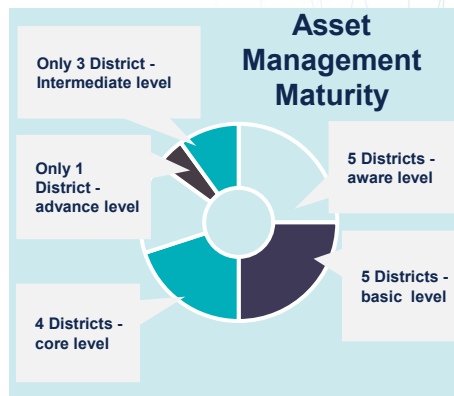 Asset
Management
Maturity
Only 3 District -
Intermediate level
Only 1
District -
advance level
5 Districts -
aware level
5 Districts -
basic level
4 Districts -
core level